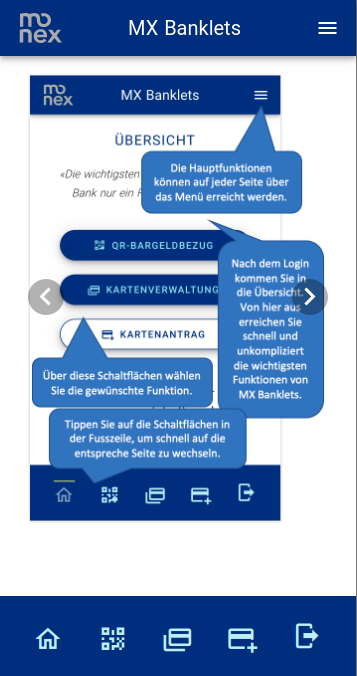 mo
nex
MX Banklets
mo
nex
MX Banklets
ÜBERSICHT
«Die wichtigsten
Bank nur ein F
Die Hauptfunktionen
können auf jeder Seite über
das Menü erreicht werden.
QR-BARGELDBEZUG
KARTENVERWALTUNG
KARTENANTRAG
Nach dem Login
kommen Sie in
die Übersicht.
Von hier aus
erreichen Sie
schnell und
unkompliziert
die wichtigsten
Funktionen von
MX Banklets.
Über diese Schaltflächen wählen
Sie die gewünschte Funktion.
Tippen Sie auf die Schaltflächen in
der Fusszeile, um schnell auf die
entspreche Seite zu wechseln.